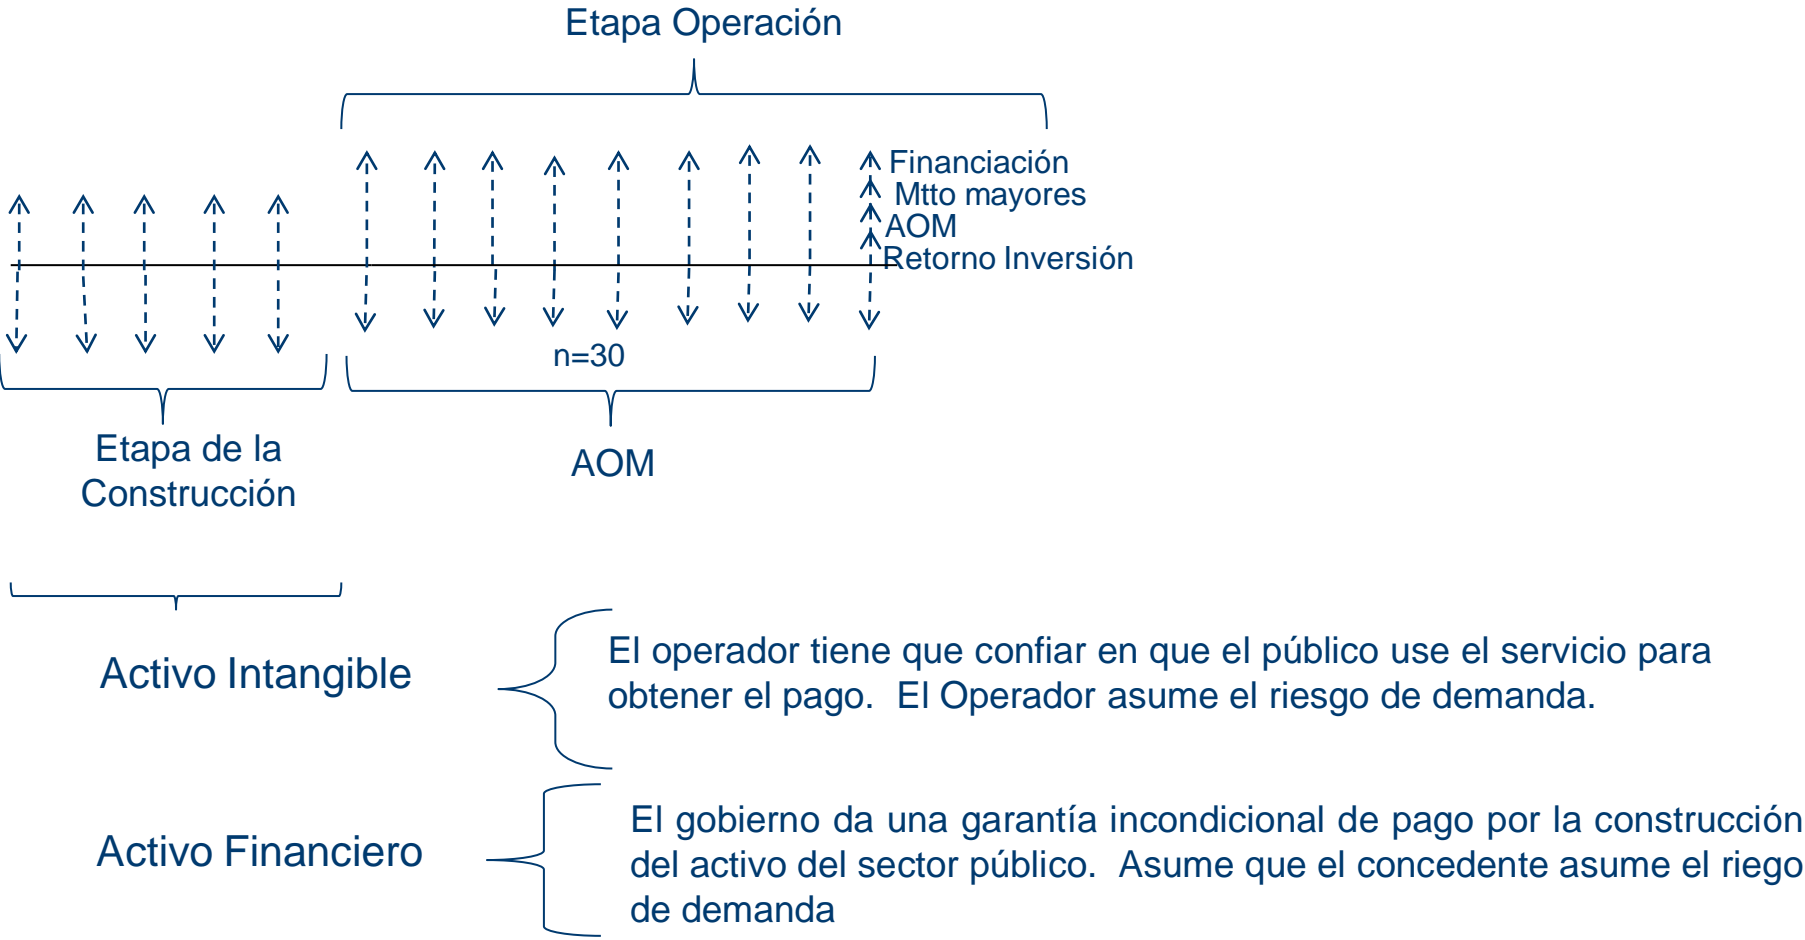 Etapa Operación
Financiación
Mtto mayores
AOM
Retorno Inversión
n=30
Etapa de la
Construcción
AOM
Activo Intangible
El operador tiene que confiar en que el público use el servicio para
obtener el pago. El Operador asume el riesgo de demanda.
Activo Financiero
El gobierno da una garantía incondicional de pago por la construcción
del activo del sector público. Asume que el concedente asume el riego
de demanda